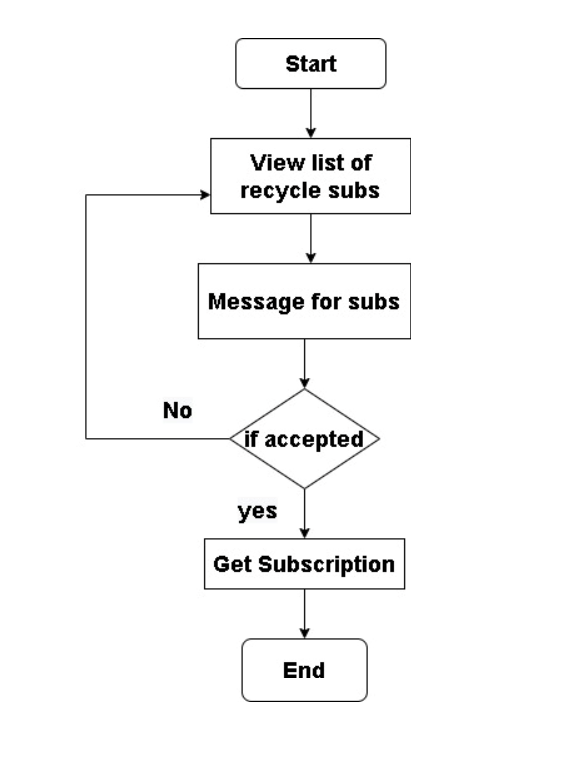 Start
View list of
recycle subs
Message for subs
No
if accepted
yes
Get Subscription
End